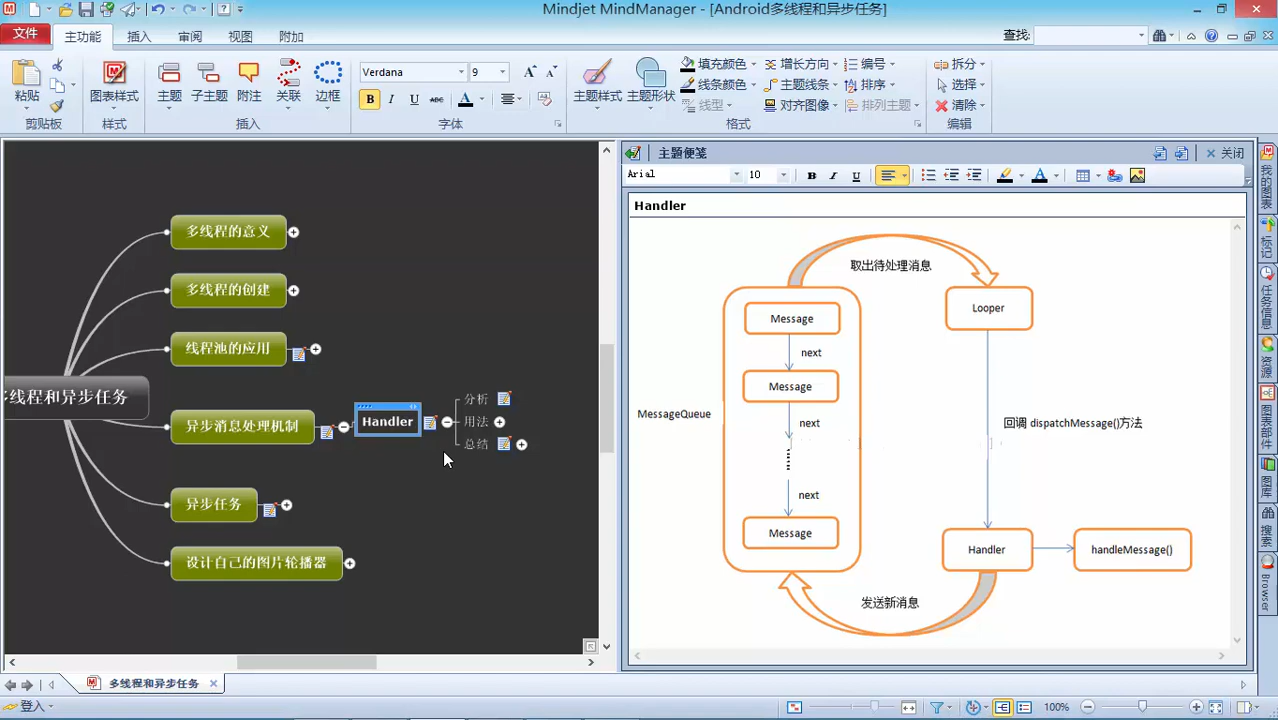 Mindjet MindManager - [Android多线程和异步任务]
文件 主功能 插入 审阅 视图 附加 查找:
粘贴 图表样式 主题 子主题 附注 关联 边框 Verdana 9 主题样式 主题形状 填充颜色 增长方向 编号 拆分
线条颜色 主题线条 排序 选择
B I U ABC A 线型 对齐图像 排列主题 清除
剪贴板 样式 插入 字体 格式 编辑
主题便笺 关闭
Arial 10 B I U A
Handler
多线程的意义
多线程的创建
线程池的应用
线程和异步任务
异步消息处理机制
Handler
分析
用法
总结
异步任务
设计自己的图片轮播器
取出待处理消息
Message
Looper
next
Message
MessageQueue
next
回调 dispatchMessage()方法
next
Message
Handler
handleMessage()
发送新消息
我的图表
标记
任务信息
资源
图表部件
图库
搜索
Browser
多线程和异步任务
登入 100%